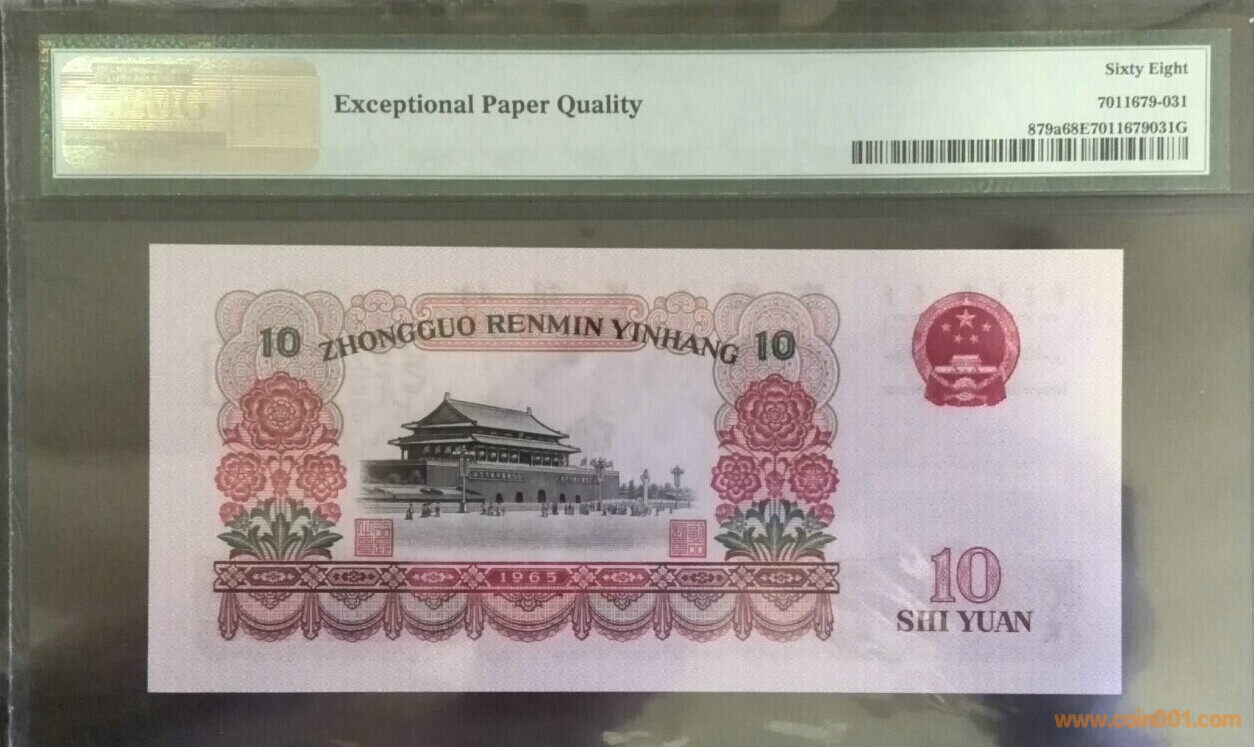 Exceptional Paper Quality
Sixty Eight
7011679-031
879a68E7011679031G
10 ZHONGGUO RENMIN YINHANG 10
1965
10
SHI YUAN
www.coin001.com